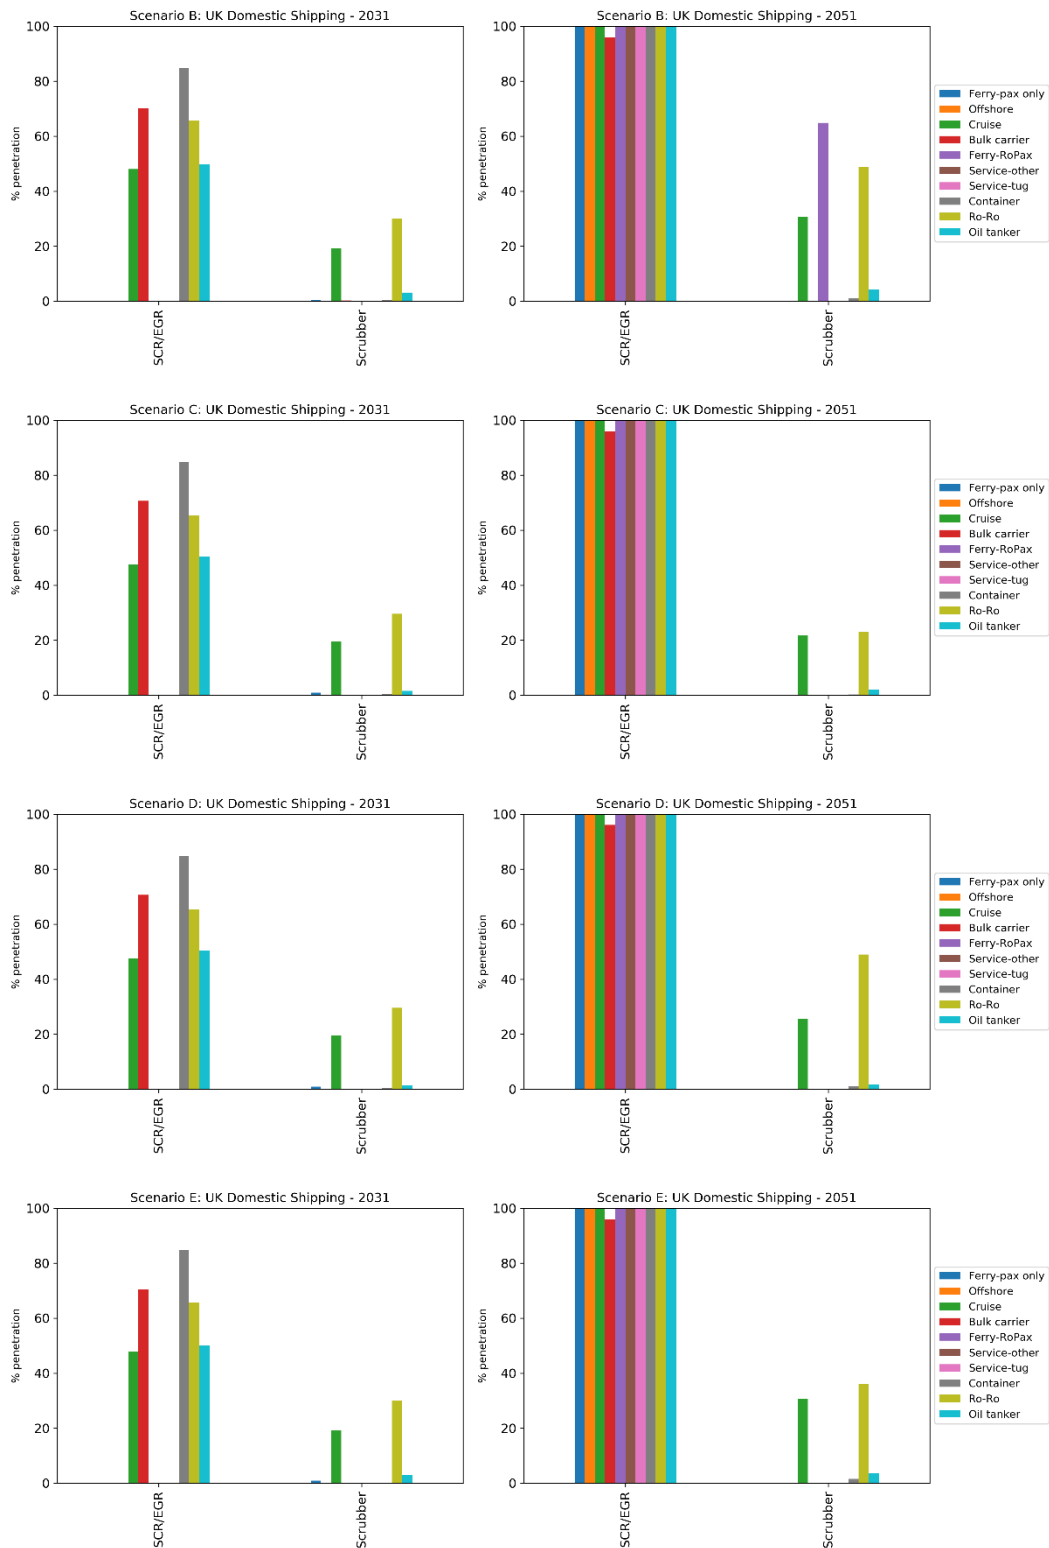 Scenario B: UK Domestic Shipping - 2031
100
80
60
40
20
0
% penetration
SCR/EGR
Scrubber
Scenario B: UK Domestic Shipping - 2051
100
80
60
40
20
0
% penetration
SCR/EGR
Scrubber
Ferry-pax only
Offshore
Cruise
Bulk carrier
Ferry-RoPax
Service-other
Service-tug
Container
Ro-Ro
Oil tanker
Scenario C: UK Domestic Shipping - 2031
100
80
60
40
20
0
% penetration
SCR/EGR
Scrubber
Scenario C: UK Domestic Shipping - 2051
100
80
60
40
20
0
% penetration
SCR/EGR
Scrubber
Ferry-pax only
Offshore
Cruise
Bulk carrier
Ferry-RoPax
Service-other
Service-tug
Container
Ro-Ro
Oil tanker
Scenario D: UK Domestic Shipping - 2031
100
80
60
40
20
0
% penetration
SCR/EGR
Scrubber
Scenario D: UK Domestic Shipping - 2051
100
80
60
40
20
0
% penetration
SCR/EGR
Scrubber
Ferry-pax only
Offshore
Cruise
Bulk carrier
Ferry-RoPax
Service-other
Service-tug
Container
Ro-Ro
Oil tanker
Scenario E: UK Domestic Shipping - 2031
100
80
60
40
20
0
% penetration
SCR/EGR
Scrubber
Scenario E: UK Domestic Shipping - 2051
100
80
60
40
20
0
% penetration
SCR/EGR
Scrubber
Ferry-pax only
Offshore
Cruise
Bulk carrier
Ferry-RoPax
Service-other
Service-tug
Container
Ro-Ro
Oil tanker